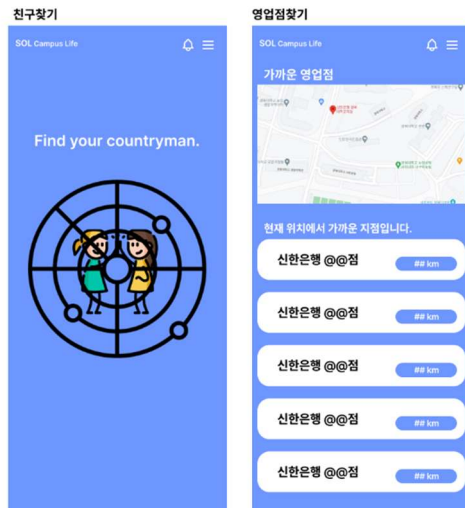 친구찾기
SOL Campus Life
Find your countryman.
영업점찾기
SOL Campus Life
가까운 영업점
현재 위치에서 가까운 지점입니다.
신한은행 @@점
## km
신한은행 @@점
## km
신한은행 @@점
## km
신한은행 @@점
## km
신한은행 @@점
## km